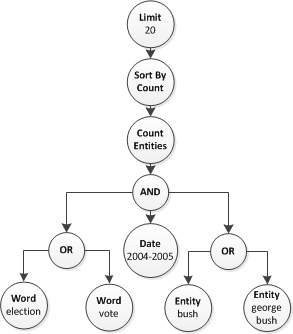 Limit
20
Sort By
Count
Count
Entities
AND
OR
Date
2004-2005
OR
Word
election
Word
vote
Entity
bush
Entity
george
bush